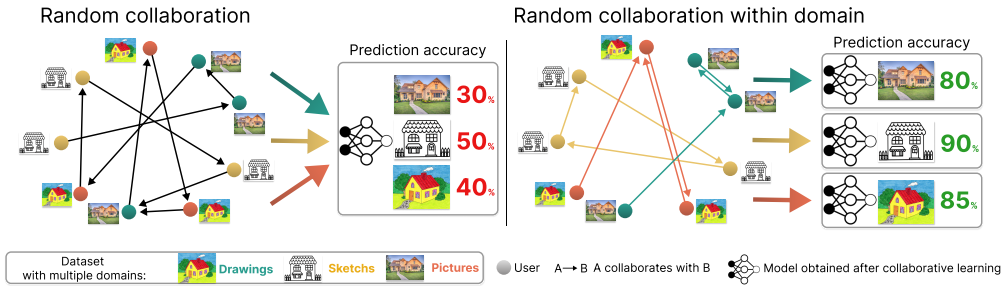 Random collaboration
Prediction accuracy
30%
50%
40%
Random collaboration within domain
Prediction accuracy
80%
90%
85%
Dataset
with multiple domains:
Drawings
Sketchs
Pictures
User
A→B A collaborates with B
Model obtained after collaborative learning